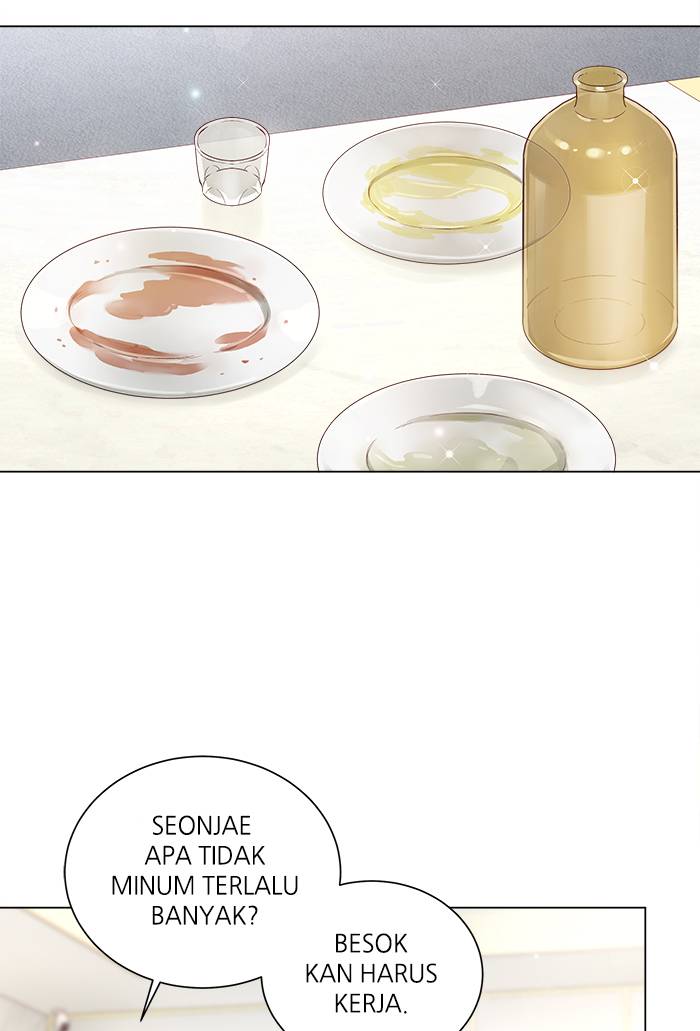 SEONJAE
APA TIDAK
MINUM TERLALU
BANYAK?
BESOK
KAN HARUS
KERJA.